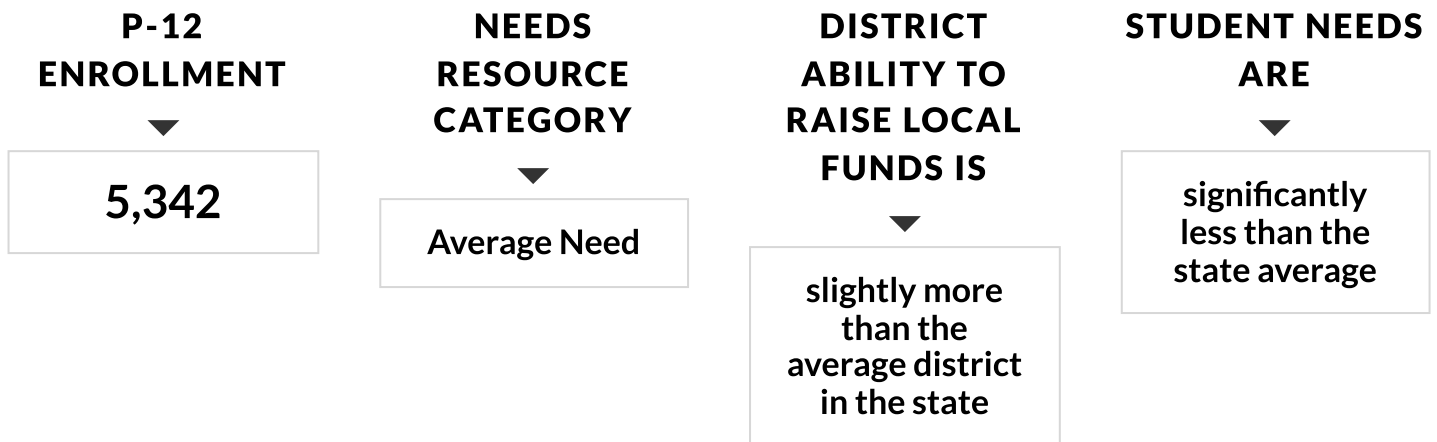 P-12
ENROLLMENT
5,342
NEEDS
RESOURCE
CATEGORY
Average Need
DISTRICT
ABILITY TO
RAISE LOCAL
FUNDS IS
slightly more
than the
average district
in the state
STUDENT NEEDS
ARE
significantly
less than the
state average